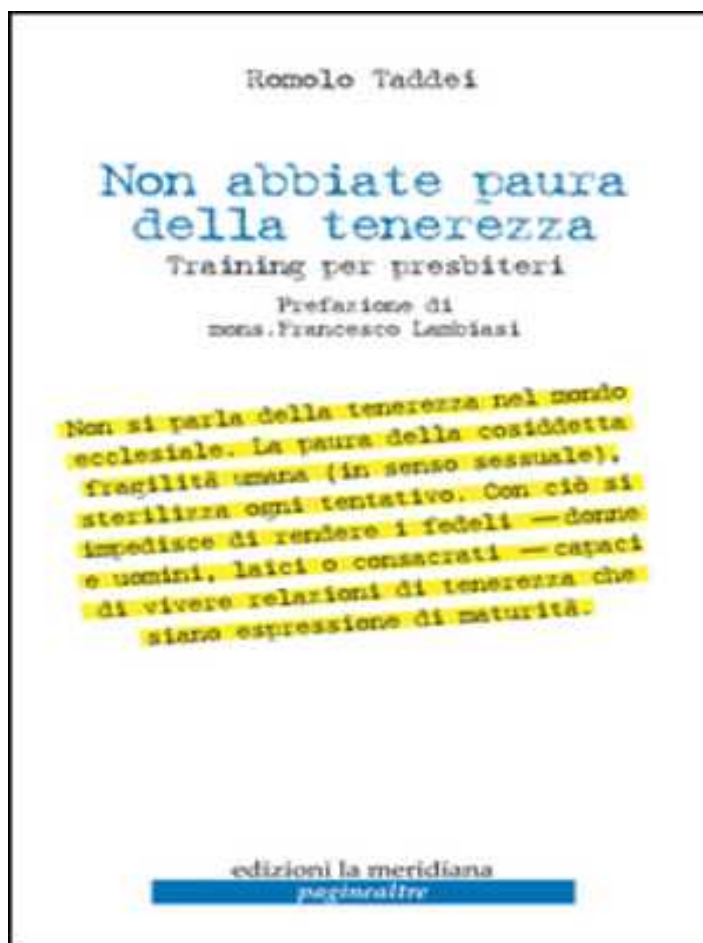 Romolo Taddei
Non abbiate paura
della tenerezza
Training per presbiteri
Prefazione di
mons.Francesco Lambiasi
Non si parla della tenerezza nel mondo
ecclesiale. La paura della cosiddetta
fragilità umana (in senso sessuale),
sterilizza ogni tentativo. Con ciò si
impedisce di rendere i fedeli —donne
e uomini, laici o consacrati —capaci
di vivere relazioni di tenerezza che
siano espressione di maturità.
edizioni la meridiana
paginealtre